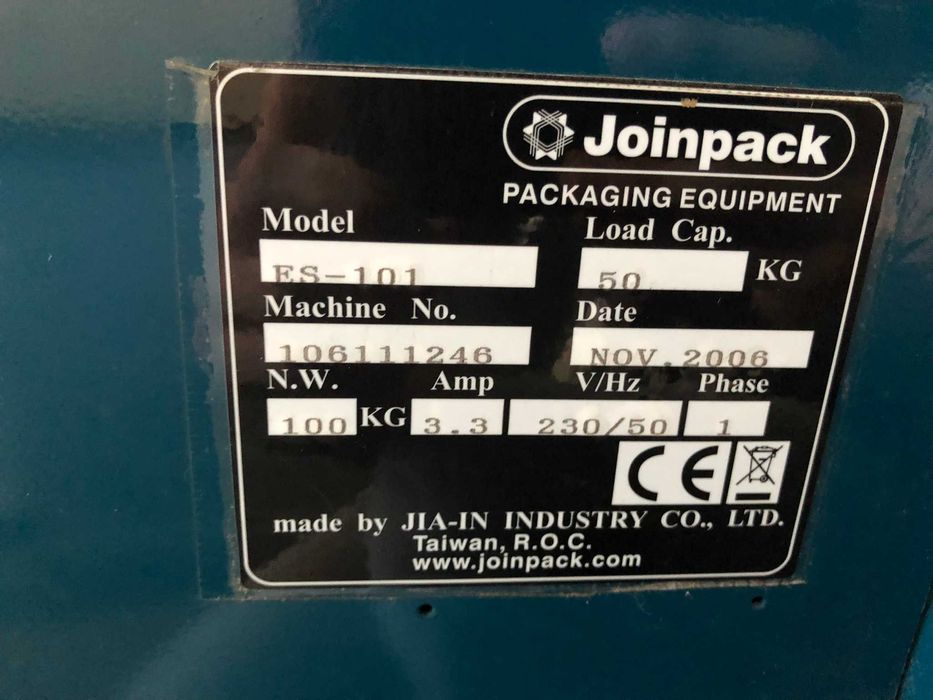 Joinpack
PACKAGING EQUIPMENT
Model Load Cap.
ES-101 50 KG
Machine No. Date
106111246 NOV.2006
N.W. Amp V/Hz Phase
100 KG 3.3 230/50 1
CE
made by JIA-IN INDUSTRY CO., LTD.
Taiwan, R.O.C.
www.joinpack.com